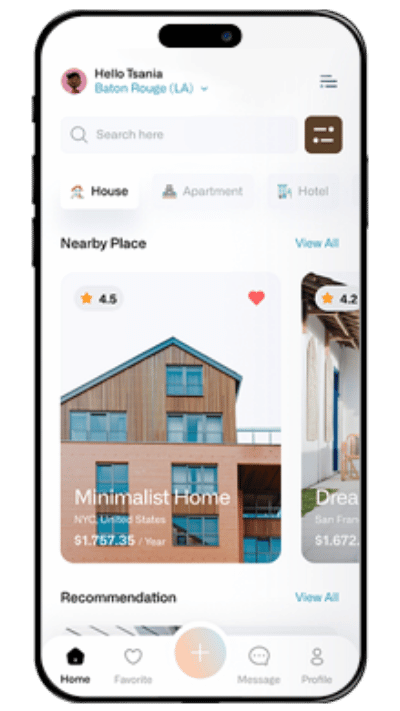 Hello Tsania
Baton Rouge (LA)
Search here
House
Apartment
Hotel
Nearby Place
View All
4.5
4.2
Minimalist Home
NYC, United States
$1.757.35 / Year
Drea
San Fran
$1.672.
Recommendation
View All
Home
Favorite
Message
Profile